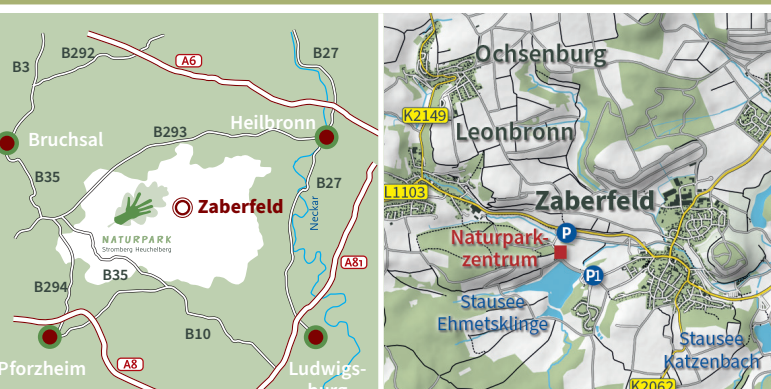 B292
B27
B3
A6
B293
Heilbronn
Bruchsal
B35
B27
Neckar
Zaberfeld
NATURPARK
Stromberg Heuchelberg
A81
B35
B294
B10
Pforzheim
A8
Ludwigs-
burg
Ochsenburg
K2149
Leonbronn
L1103
Zaberfeld
P
Naturpark-
zentrum
P1
Stausee
Ehmetsklinge
Stausee
Katzenbach
K2062